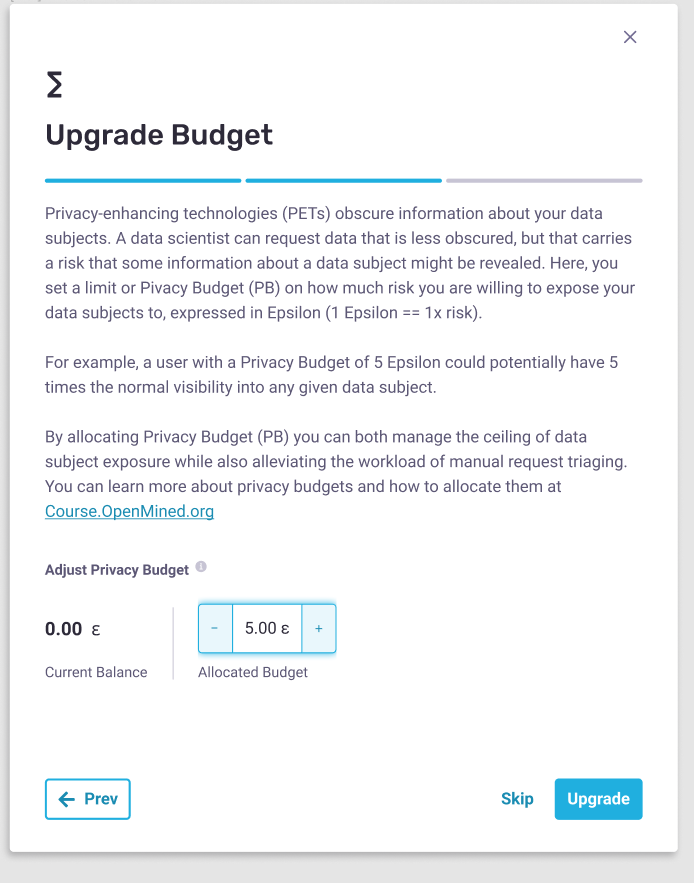 Σ
Upgrade Budget
Privacy-enhancing technologies (PETs) obscure information about your data
subjects. A data scientist can request data that is less obscured, but that carries
a risk that some information about a data subject might be revealed. Here, you
set a limit or Pivacy Budget (PB) on how much risk you are willing to expose your
data subjects to, expressed in Epsilon (1 Epsilon == 1x risk).
For example, a user with a Privacy Budget of 5 Epsilon could potentially have 5
times the normal visibility into any given data subject.
By allocating Privacy Budget (PB) you can both manage the ceiling of data
subject exposure while also alleviating the workload of manual request triaging.
You can learn more about privacy budgets and how to allocate them at
Course.OpenMined.org
Adjust Privacy Budget
0.00 ε
- 5.00 ε +
Current Balance
Allocated Budget
Prev
Skip
Upgrade